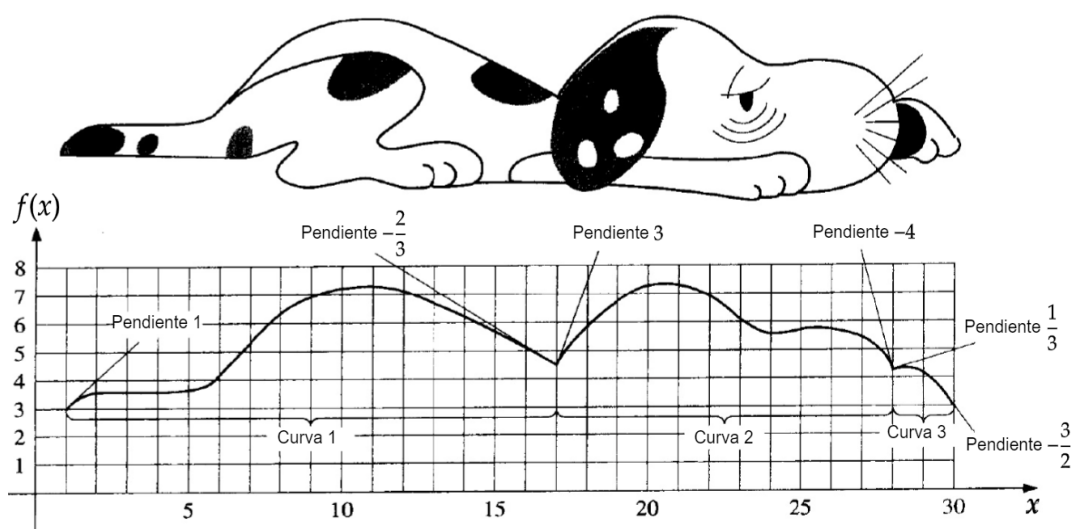 f(x)
Pendiente −2/3
Pendiente 3
Pendiente −4
8
7
6
5
4
3
2
1
Pendiente 1
Pendiente 1/3
Curva 1
Curva 2
Curva 3
Pendiente −3/2
5
10
15
20
25
30
x